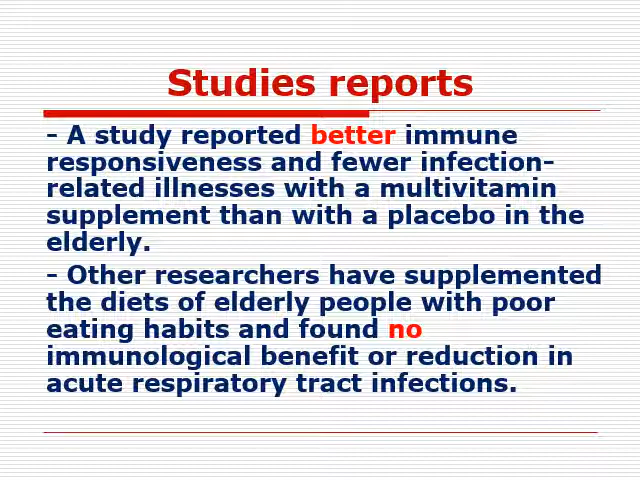 Studies reports
- A study reported better immune
responsiveness and fewer infection-
related illnesses with a multivitamin
supplement than with a placebo in the
elderly.
- Other researchers have supplemented
the diets of elderly people with poor
eating habits and found no
immunological benefit or reduction in
acute respiratory tract infections.